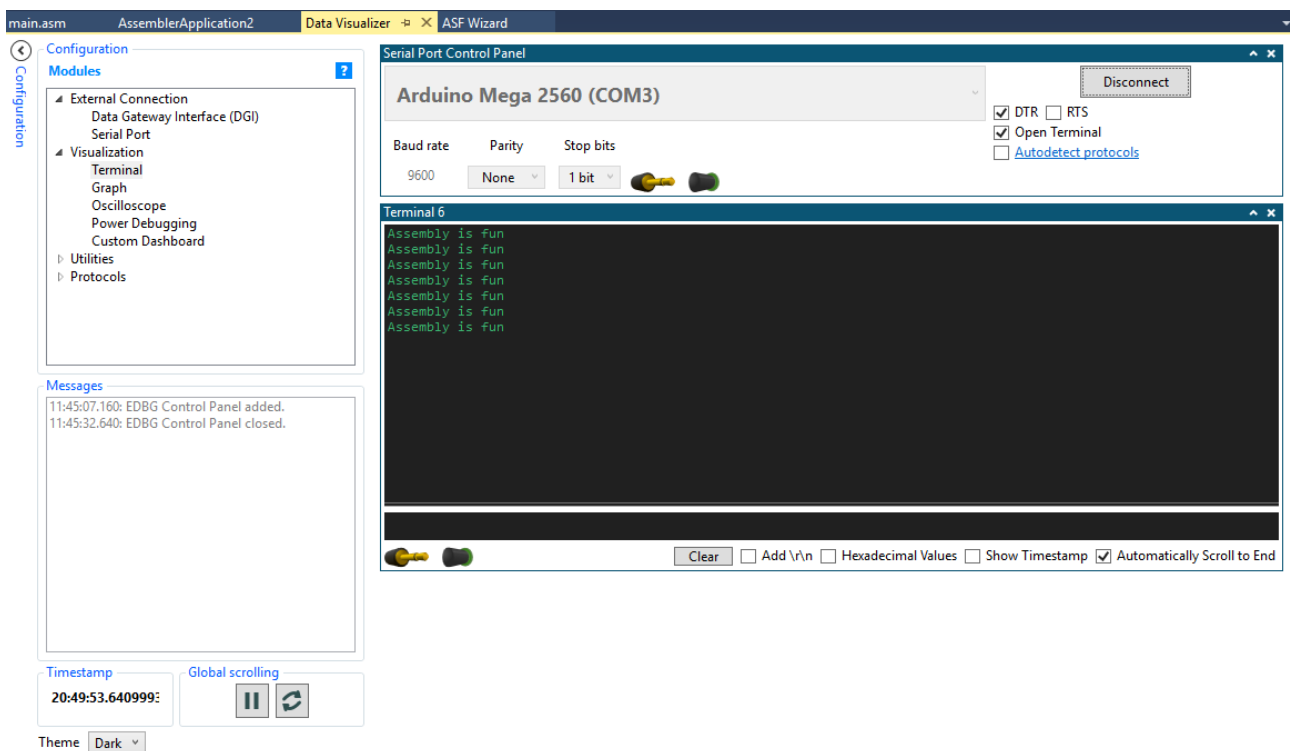 main.asm AssemblerApplication2 Data Visualizer ASF Wizard
Configuration
Configuration
Modules
?
External Connection
Data Gateway Interface (DGI)
Serial Port
Visualization
Terminal
Graph
Oscilloscope
Power Debugging
Custom Dashboard
Utilities
Protocols
Messages
11:45:07.160: EDBG Control Panel added.
11:45:32.640: EDBG Control Panel closed.
Timestamp
20:49:53.640999
Global scrolling
Theme Dark
Serial Port Control Panel
Arduino Mega 2560 (COM3)
Disconnect
DTR RTS
Open Terminal
Autodetect protocols
Baud rate Parity Stop bits
9600 None 1 bit
Terminal 6
Assembly is fun
Assembly is fun
Assembly is fun
Assembly is fun
Assembly is fun
Assembly is fun
Assembly is fun
Clear Add \r\n Hexadecimal Values Show Timestamp Automatically Scroll to End